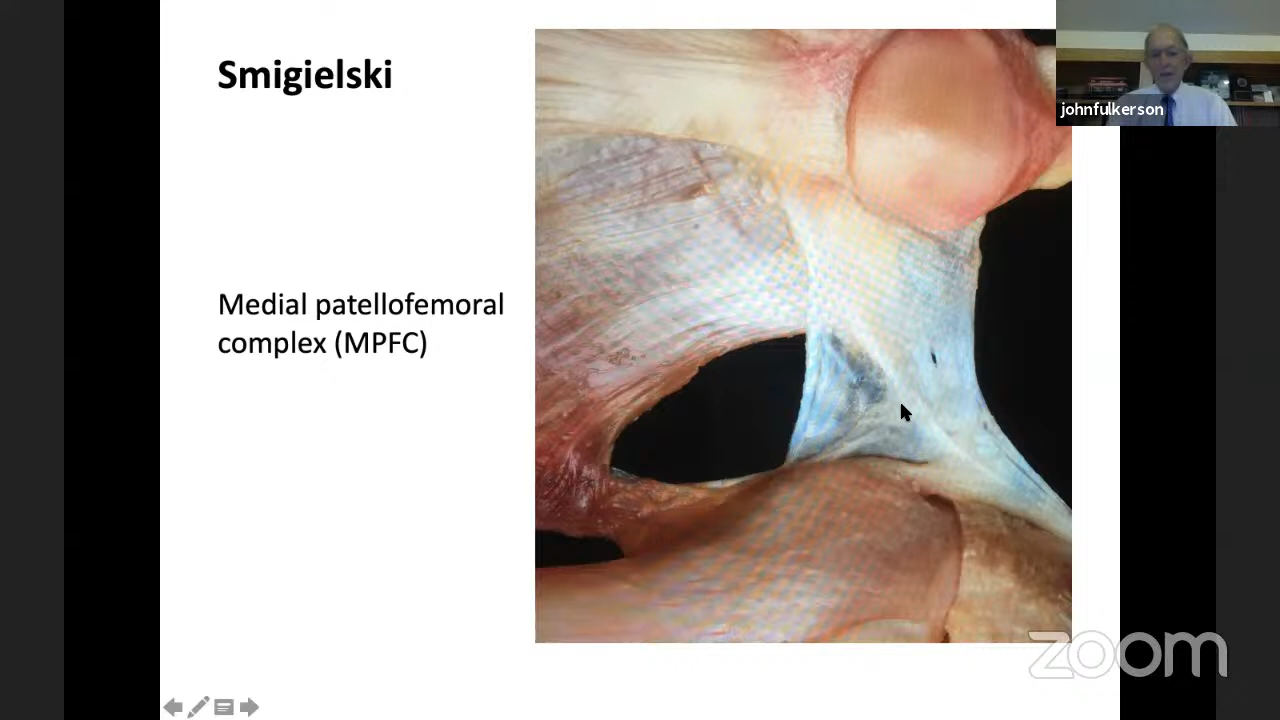 Smigielski
johnfulkerson
Medial patellofemoral
complex (MPFC)
zoom